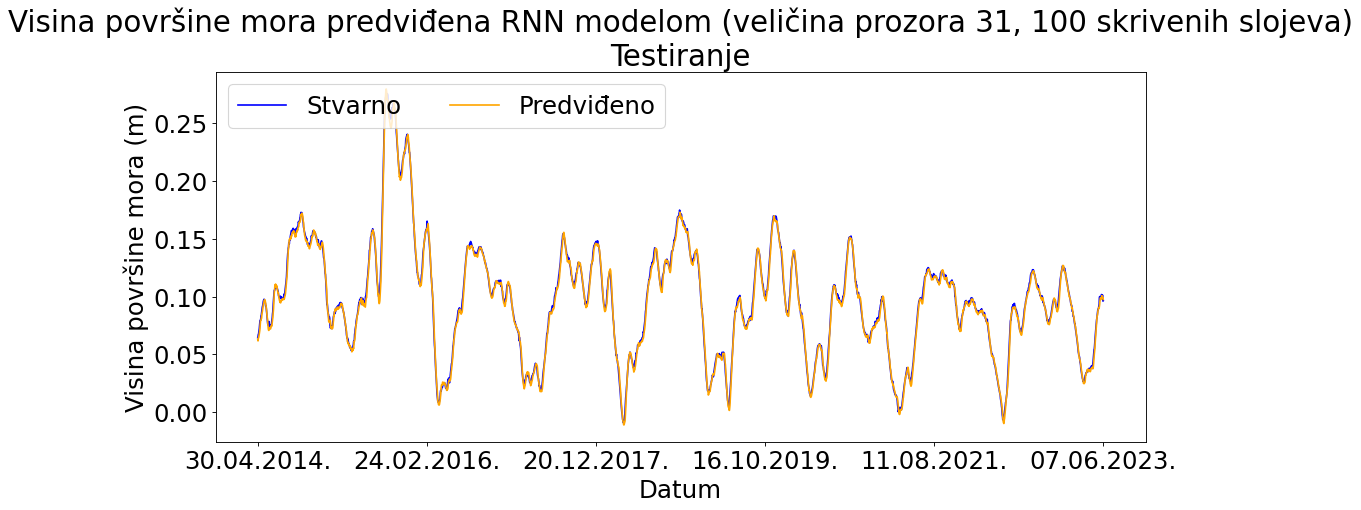 Visina površine mora predviđena RNN modelom (veličina prozora 31, 100 skrivenih slojeva)
Testiranje
Stvarno
Predviđeno
Visina površine mora (m)
0.25
0.20
0.15
0.10
0.05
0.00
30.04.2014.
24.02.2016.
20.12.2017.
16.10.2019.
11.08.2021.
07.06.2023.
Datum